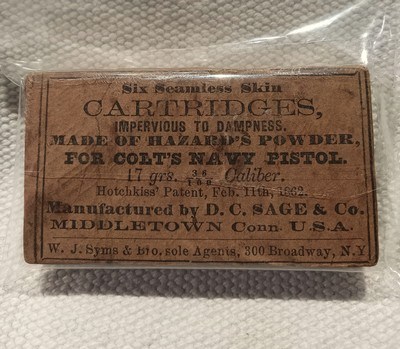 Six Seamless Skin
CARTRIDGES,
IMPERVIOUS TO DAMPNESS.
MADE OF HAZARD'S POWDER,
FOR COLT'S NAVY PISTOL.
17 grs. 36/100 Caliber.
Hotchkiss' Patent, Feb. 11th, 1862.
Manufactured by D. C. SAGE & Co.
MIDDLETOWN Conn. U.S.A.
W. J. Syms & Bro. sole Agents, 300 Broadway, N.Y